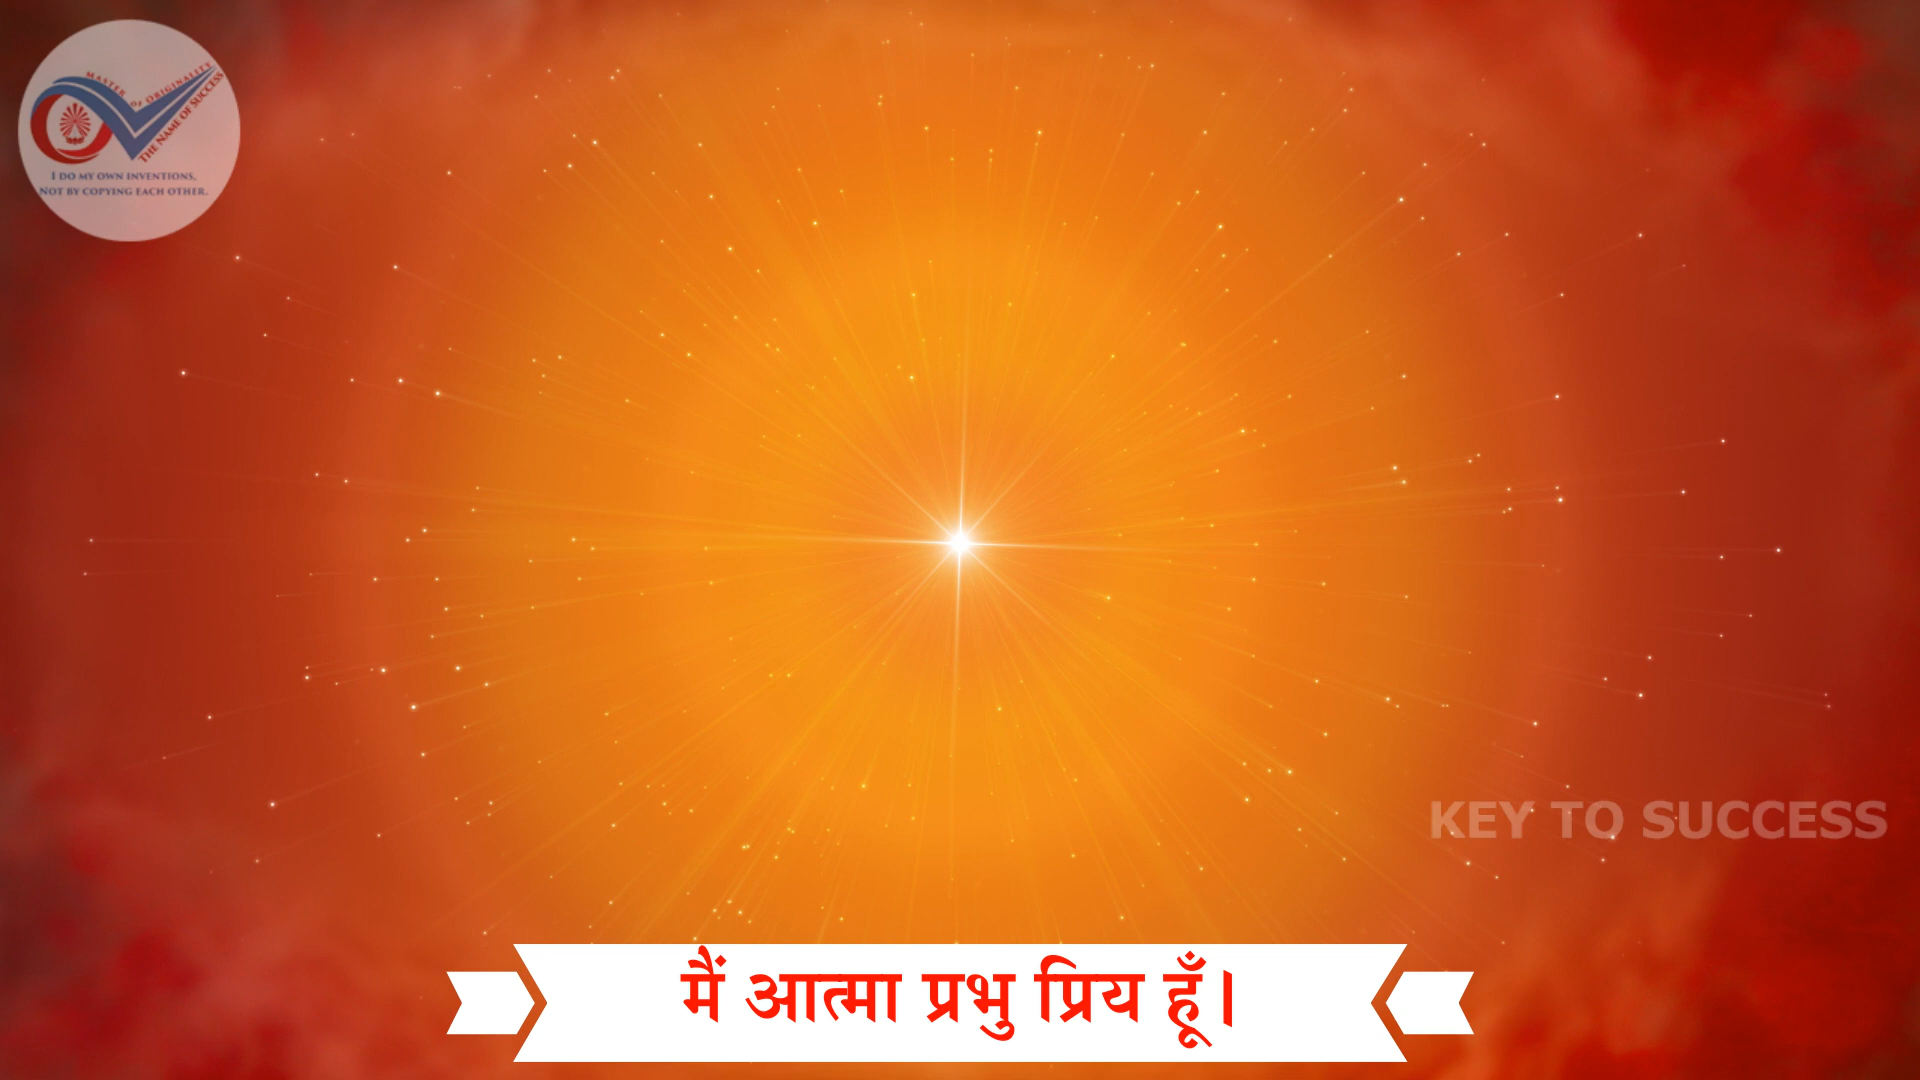 MASTER OF ORIGINALITY
THE NAME OF SUCCESS
I DO MY OWN INVENTIONS,
NOT BY COPYING EACH OTHER.
KEY TO SUCCESS
मैं आत्मा प्रभु प्रिय हूँ।